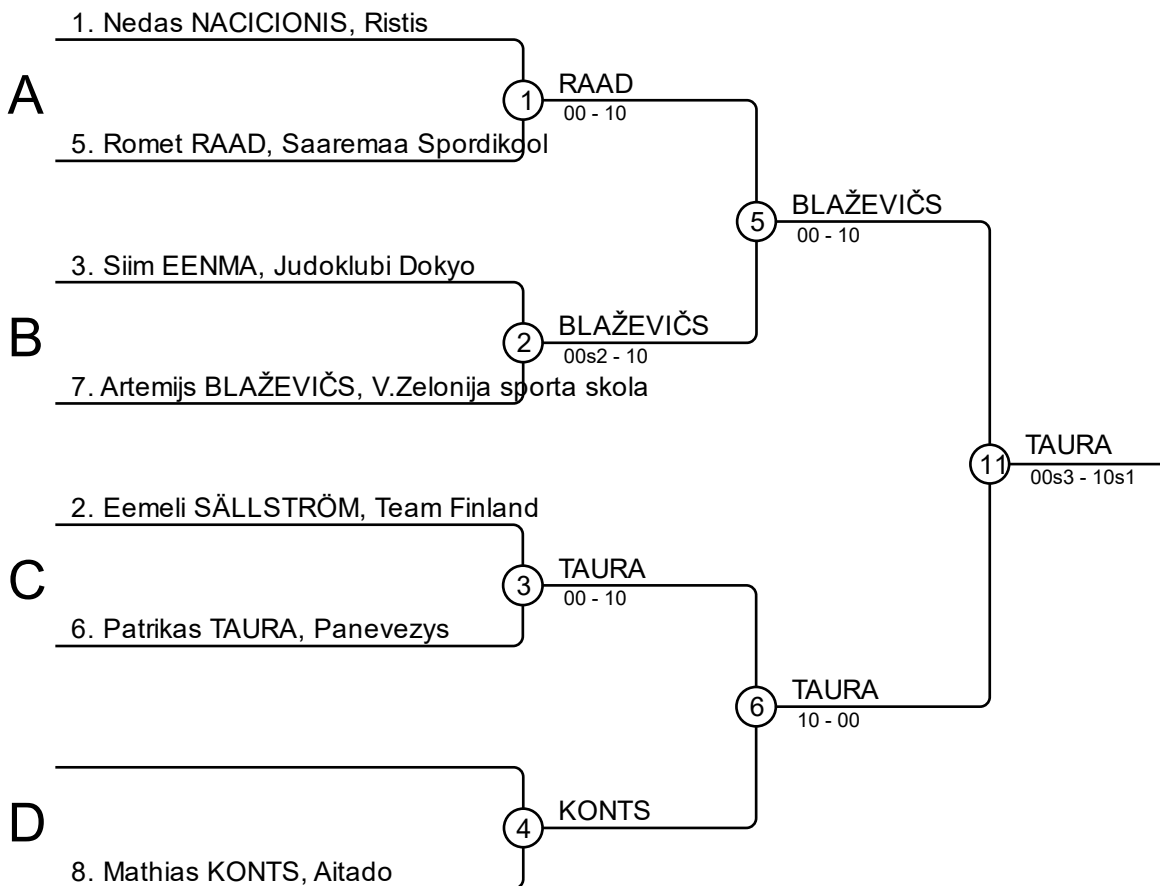 1. Nedas NACICIONIS, Ristis
A
1
RAAD
00 - 10
5. Romet RAAD, Saaremaa Spordikool
5
BLAŽEVIČS
00 - 10
3. Siim EENMA, Judoklubi Dokyo
B
2
BLAŽEVIČS
00s2 - 10
7. Artemijs BLAŽEVIČS, V.Zelonija sporta skola
11
TAURA
00s3 - 10s1
2. Eemeli SÄLLSTRÖM, Team Finland
C
3
TAURA
00 - 10
6. Patrikas TAURA, Panevezys
6
TAURA
10 - 00
D
4
KONTS
8. Mathias KONTS, Aitado